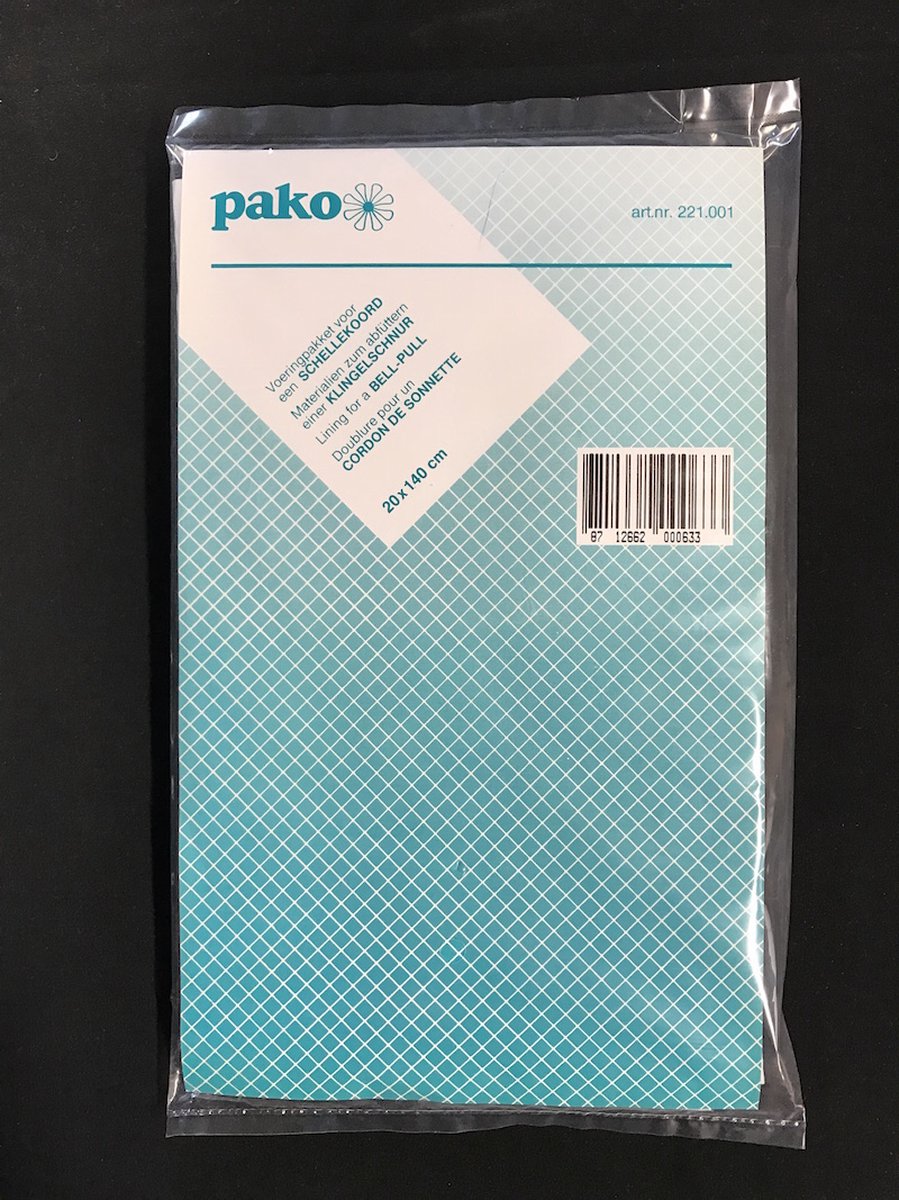 pako
art.nr. 221.001
Voeringpakket voor
een SCHELLEKOORD
Materialien zum abfüttern
einer KLINGELSCHNUR
Lining for a BELL-PULL
Doublure pour un
CORDON DE SONNETTE
20 x 140 cm
87 12662 000633